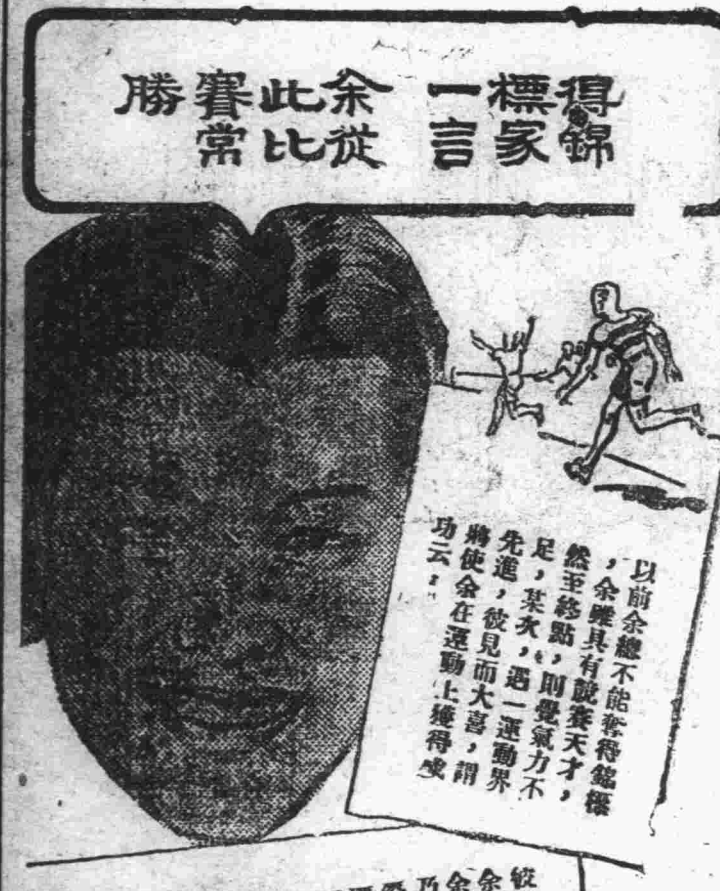 得錦
標家
一言
余從
此比
賽常
勝
以前余總不能奪得錦標
，余雖具有競賽天才，
然至終點，則覺氣力不
足，某次，遇一運動界
先進，彼見而大喜，謂
將使余在運動上獲得成
功云，